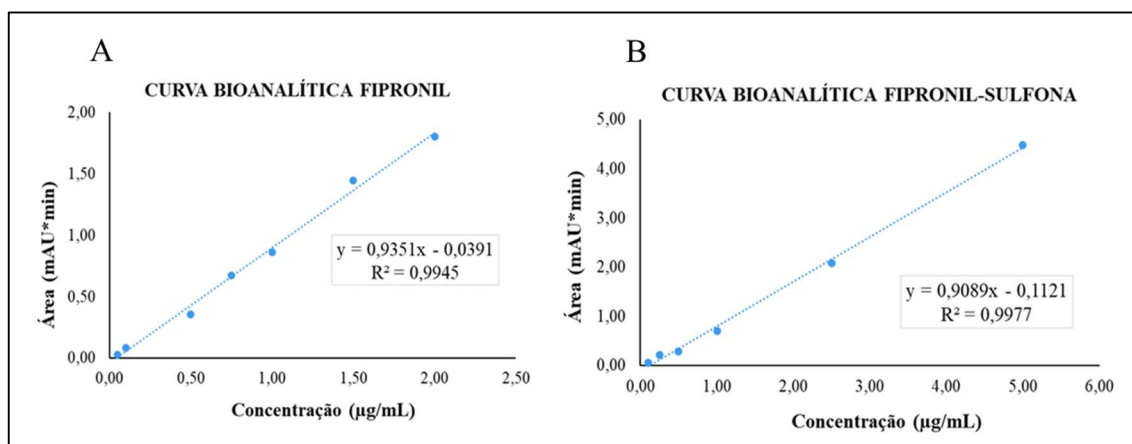 A
CURVA BIOANALÍTICA FIPRONIL
2,00
1,50
1,00
0,50
0,00
Área (mAU*min)
y = 0,9351x - 0,0391
R² = 0,9945
0,00 0,50 1,00 1,50 2,00 2,50
Concentração (µg/mL)
B
CURVA BIOANALÍTICA FIPRONIL-SULFONA
5,00
4,00
3,00
2,00
1,00
0,00
Área (mAU*min)
y = 0,9089x - 0,1121
R² = 0,9977
0,00 1,00 2,00 3,00 4,00 5,00 6,00
Concentração (µg/mL)